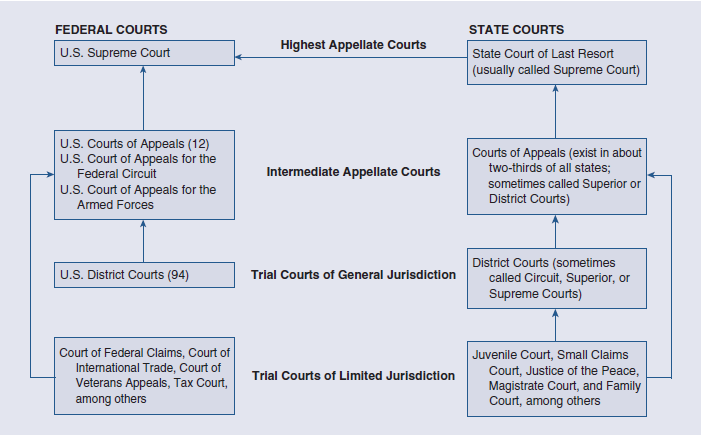 FEDERAL COURTS
STATE COURTS
U.S. Supreme Court
Highest Appellate Courts
State Court of Last Resort
(usually called Supreme Court)
U.S. Courts of Appeals (12)
U.S. Court of Appeals for the
Federal Circuit
U.S. Court of Appeals for the
Armed Forces
Intermediate Appellate Courts
Courts of Appeals (exist in about
two-thirds of all states;
sometimes called Superior or
District Courts)
U.S. District Courts (94)
Trial Courts of General Jurisdiction
District Courts (sometimes
called Circuit, Superior, or
Supreme Courts)
Court of Federal Claims, Court of
International Trade, Court of
Veterans Appeals, Tax Court,
among others
Trial Courts of Limited Jurisdiction
Juvenile Court, Small Claims
Court, Justice of the Peace,
Magistrate Court, and Family
Court, among others